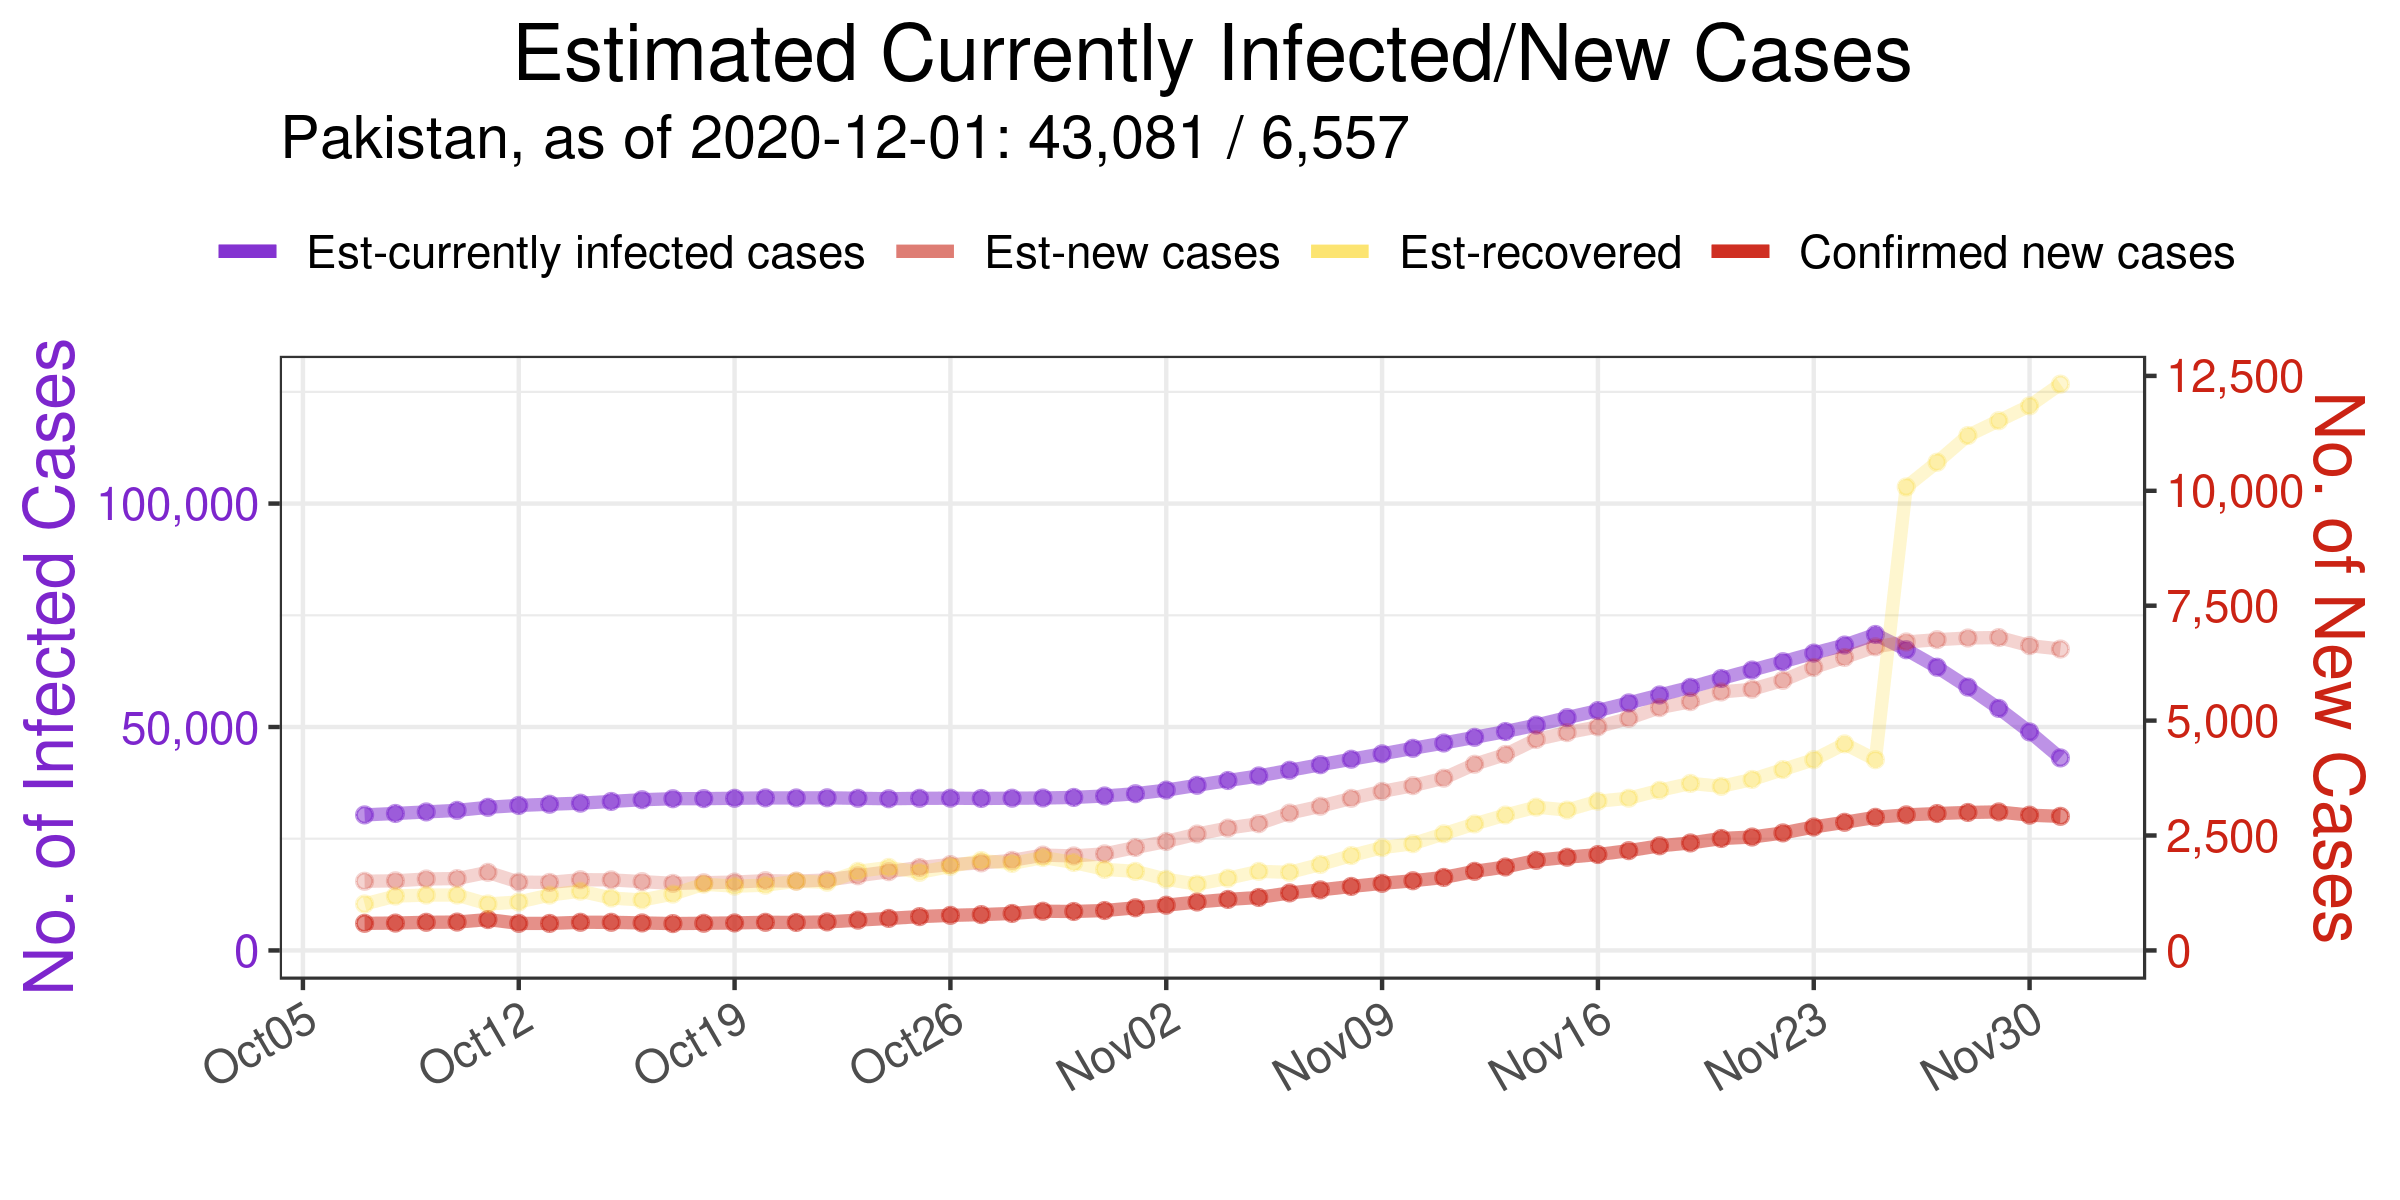 Estimated Currently Infected/New Cases
Pakistan, as of 2020-12-01: 43,081 / 6,557
Est-currently infected cases Est-new cases Est-recovered Confirmed new cases
No. of Infected Cases
100,000
50,000
0
12,500
10,000
7,500
5,000
2,500
0
No. of New Cases
Oct05 Oct12 Oct19 Oct26 Nov02 Nov09 Nov16 Nov23 Nov30